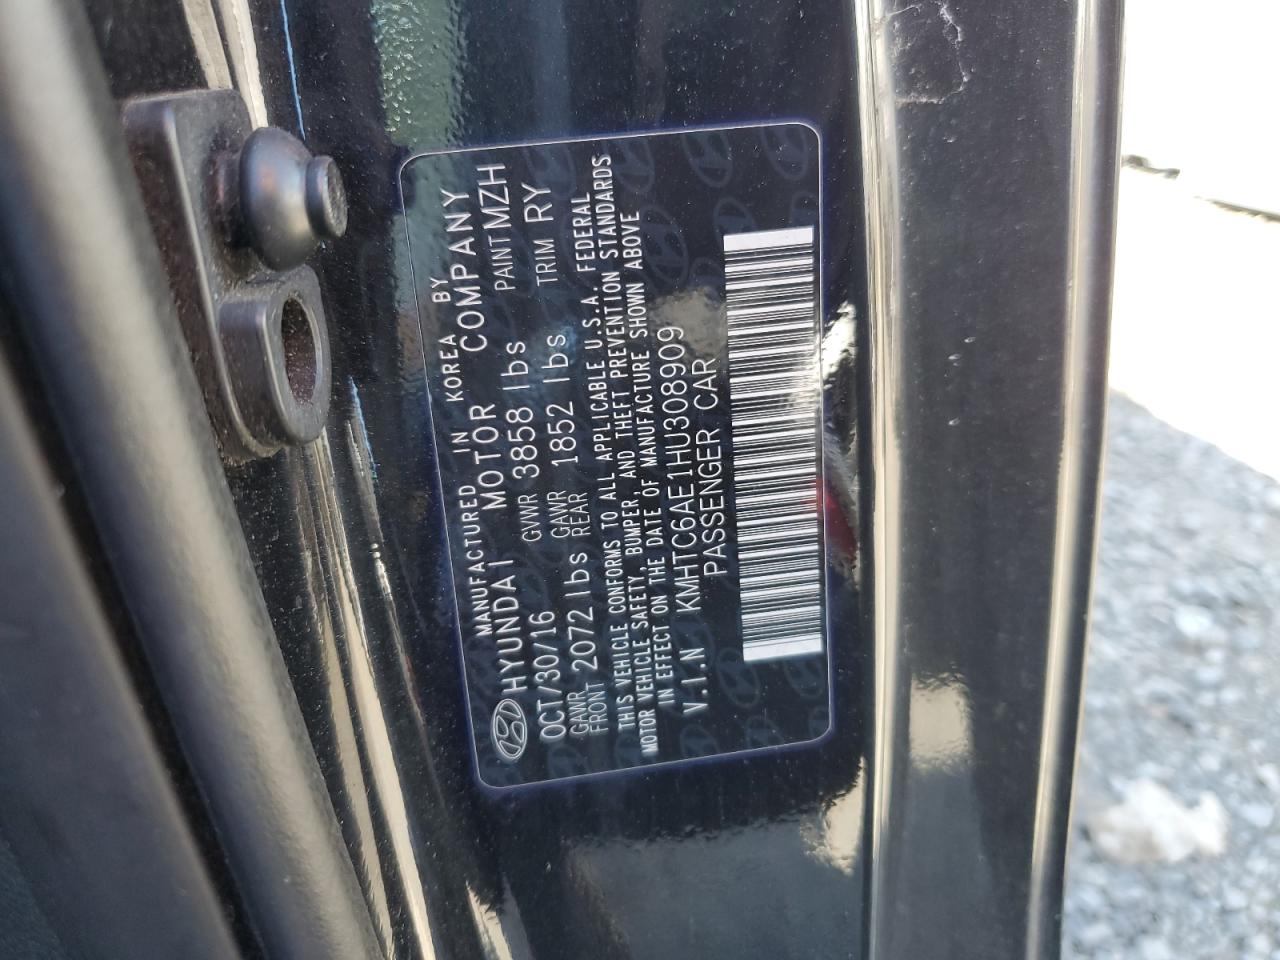 MANUFACTURED IN KOREA BY
HYUNDAI MOTOR COMPANY
OCT/30/16 GVWR 3858 lbs PAINT MZH
GAWR FRONT 2072 lbs GAWR REAR 1852 lbs TRIM RY
THIS VEHICLE CONFORMS TO ALL APPLICABLE U.S.A. FEDERAL
MOTOR VEHICLE SAFETY, BUMPER, AND THEFT PREVENTION STANDARDS
IN EFFECT ON THE DATE OF MANUFACTURE SHOWN ABOVE
V.I.N KMHTC6AE1HU308909
PASSENGER CAR